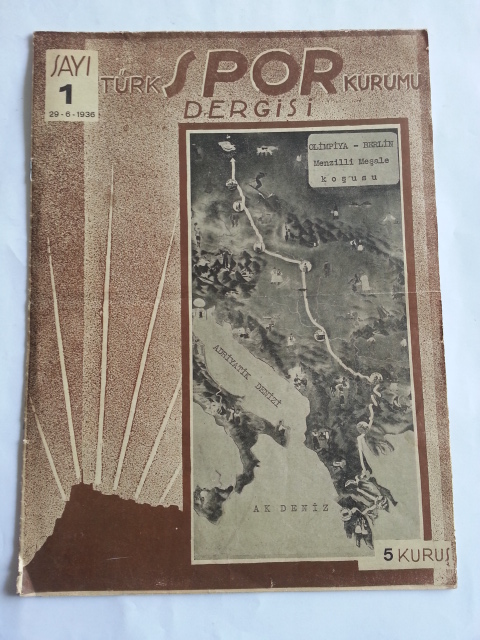 SAYI
1
29-6-1936
TÜRK SPOR KURUMU
DERGİSİ
OLİMPİYA - BERLİN
Menzilli Meşale
koşusu
ADRİYATİK DENİZİ
AK DENİZ
5 KURUŞ